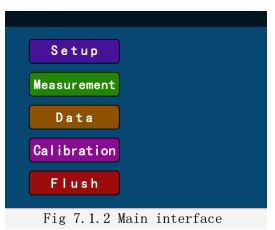 Setup
Measurement
Data
Calibration
Flush
Fig 7.1.2 Main interface